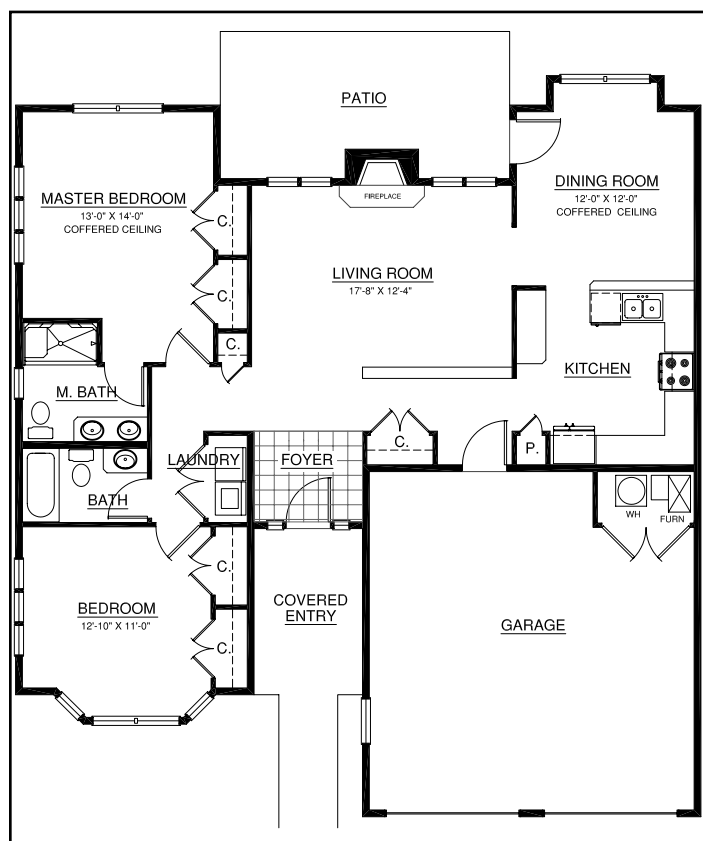 PATIO
MASTER BEDROOM
13'-0" X 14'-0"
COFFERED CEILING
C.
C.
C.
FIREPLACE
LIVING ROOM
17'-8" X 12'-4"
DINING ROOM
12'-0" X 12'-0"
COFFERED CEILING
KITCHEN
M. BATH
LAUNDRY
FOYER
C.
P.
BATH
WH
FURN
BEDROOM
12'-10" X 11'-0"
C.
C.
COVERED
ENTRY
GARAGE